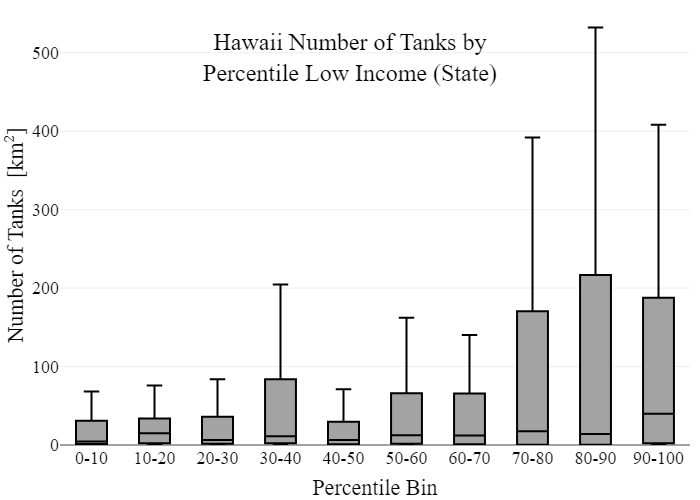 Hawaii Number of Tanks by
Percentile Low Income (State)
Number of Tanks [km²]
500
400
300
200
100
0
0-10 10-20 20-30 30-40 40-50 50-60 60-70 70-80 80-90 90-100
Percentile Bin